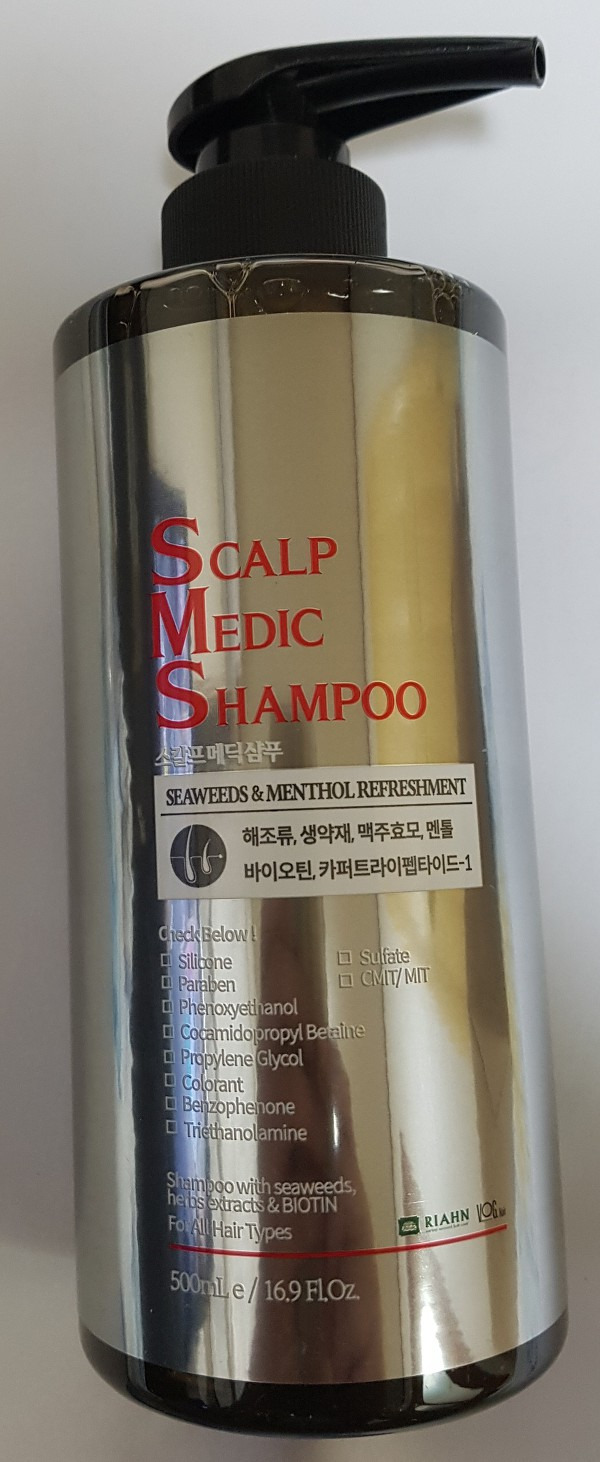 SCALP
MEDIC
SHAMPOO
스칼프메딕샴푸
SEAWEEDS & MENTHOL REFRESHMENT
해조류, 생약재, 맥주효모, 멘톨
바이오틴, 카퍼트라이펩타이드-1
Check Below !
□ Silicone
□ Paraben
□ Phenoxyethanol
□ Cocamidopropyl Betaine
□ Propylene Glycol
□ Colorant
□ Benzophenone
□ Triethanolamine
□ Sulfate
□ CMIT/ MIT
Shampoo with seaweeds,
herbs extracts & BIOTIN
For All Hair Types
RIAHN
500mL e / 16.9 Fl,Oz.